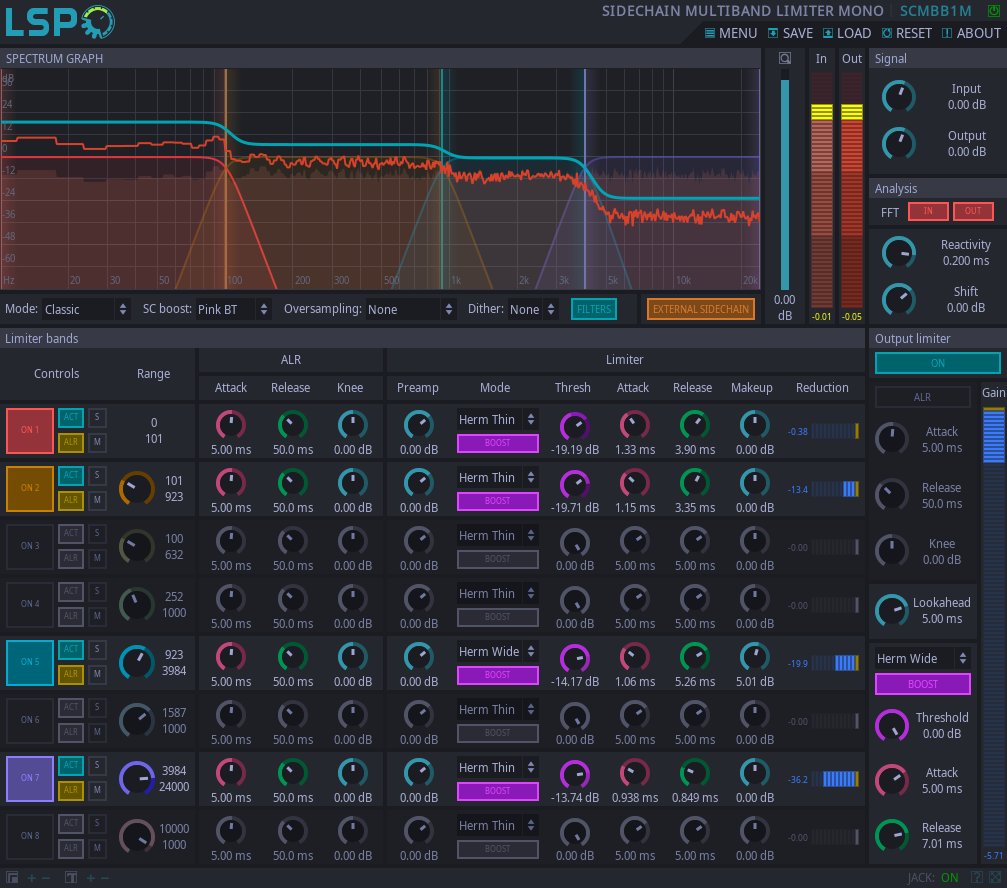 LSP
SIDECHAIN MULTIBAND LIMITER MONO SCMBB1M
MENU SAVE LOAD RESET ABOUT
SPECTRUM GRAPH
dB
36
24
12
0
-12
-24
-36
-48
-60
Hz 20 30 50 100 200 300 500 1k 2k 3k 5k 10k 20k
Mode: Classic SC boost: Pink BT Oversampling: None Dither: None FILTERS EXTERNAL SIDECHAIN
0.00
dB
In Out
-0.01 -0.05
Signal
Input
0.00 dB
Output
0.00 dB
Analysis
FFT IN OUT
Reactivity
0.200 ms
Shift
0.00 dB
Limiter bands
Controls Range
ALR
Limiter
Attack Release Knee Preamp Mode Thresh Attack Release Makeup Reduction
ON 1 ACT S ALR M
0
101
5.00 ms 50.0 ms 0.00 dB 0.00 dB
Herm Thin
BOOST
-19.19 dB 1.33 ms 3.90 ms 0.00 dB
-0.38
ON 2 ACT S ALR M
101
923
5.00 ms 50.0 ms 0.00 dB 0.00 dB
Herm Thin
BOOST
-19.71 dB 1.15 ms 3.35 ms 0.00 dB
-13.4
ON 3 ACT S ALR M
100
632
5.00 ms 50.0 ms 0.00 dB 0.00 dB
Herm Thin
BOOST
0.00 dB 5.00 ms 5.00 ms 0.00 dB
-0.00
ON 4 ACT S ALR M
252
1000
5.00 ms 50.0 ms 0.00 dB 0.00 dB
Herm Thin
BOOST
0.00 dB 5.00 ms 5.00 ms 0.00 dB
-0.00
ON 5 ACT S ALR M
923
3984
5.00 ms 50.0 ms 0.00 dB 0.00 dB
Herm Wide
BOOST
-14.17 dB 1.06 ms 5.26 ms 5.01 dB
-19.9
ON 6 ACT S ALR M
1587
1000
5.00 ms 50.0 ms 0.00 dB 0.00 dB
Herm Thin
BOOST
0.00 dB 5.00 ms 5.00 ms 0.00 dB
-0.00
ON 7 ACT S ALR M
3984
24000
5.00 ms 50.0 ms 0.00 dB 0.00 dB
Herm Thin
BOOST
-13.74 dB 0.938 ms 0.849 ms 0.00 dB
-36.2
ON 8 ACT S ALR M
10000
1000
5.00 ms 50.0 ms 0.00 dB 0.00 dB
Herm Thin
BOOST
0.00 dB 5.00 ms 5.00 ms 0.00 dB
-0.00
Output limiter
ON
ALR
Gain
Attack
5.00 ms
Release
50.0 ms
Knee
0.00 dB
Lookahead
5.00 ms
Herm Wide
BOOST
Threshold
0.00 dB
Attack
5.00 ms
Release
7.01 ms
-5.71
+ − T + −
JACK: ON ?